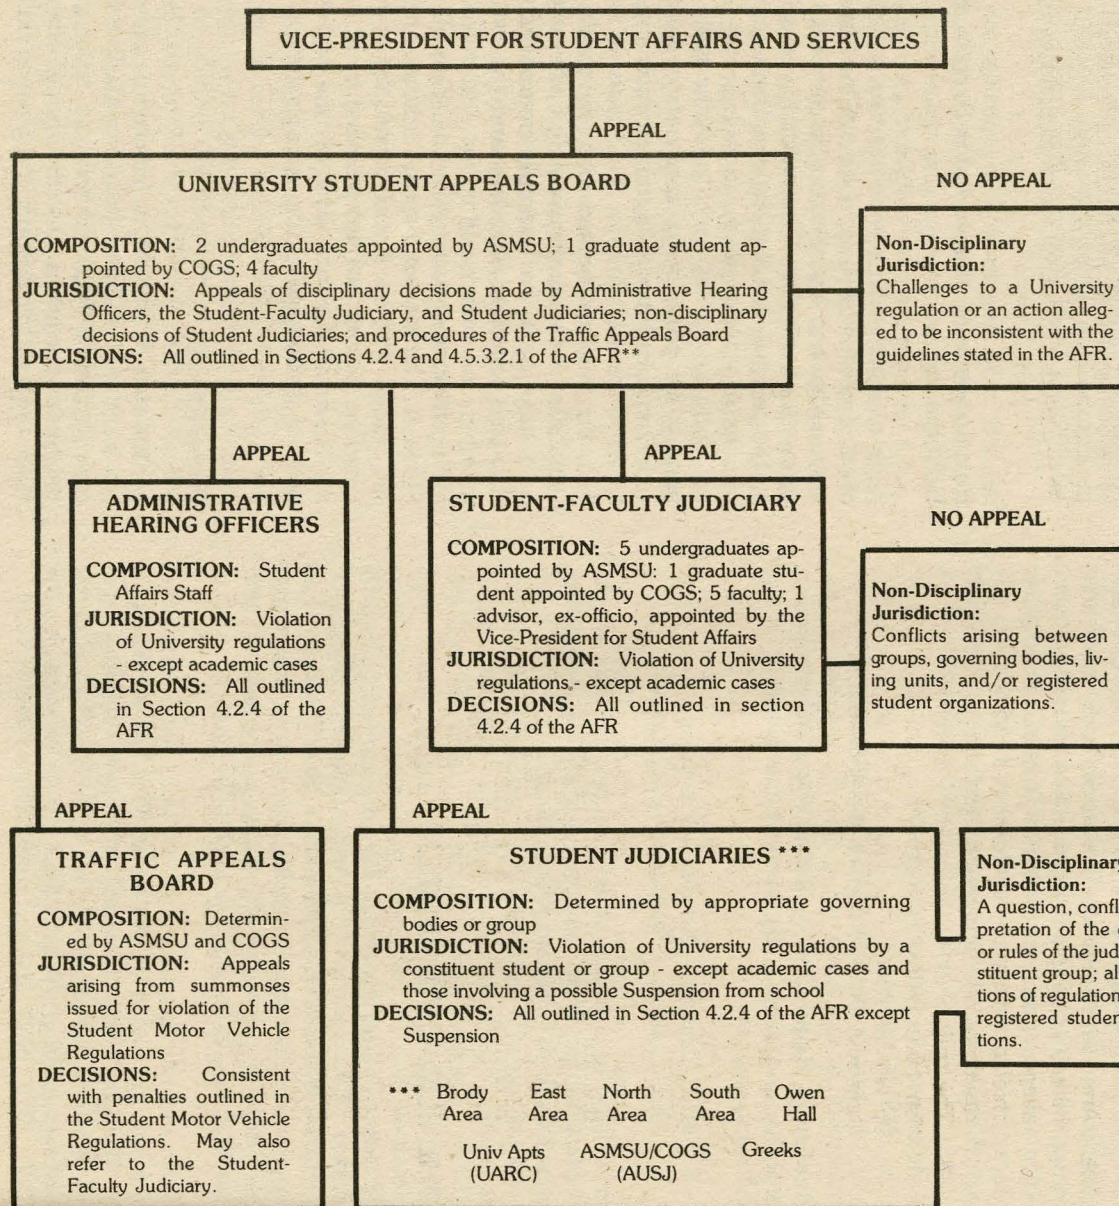 VICE-PRESIDENT FOR STUDENT AFFAIRS AND SERVICES
APPEAL
UNIVERSITY STUDENT APPEALS BOARD
COMPOSITION: 2 undergraduates appointed by ASMSU; 1 graduate student ap-
pointed by COGS; 4 faculty
JURISDICTION: Appeals of disciplinary decisions made by Administrative Hearing
Officers, the Student-Faculty Judiciary, and Student Judiciaries; non-disciplinary
decisions of Student Judiciaries; and procedures of the Traffic Appeals Board
DECISIONS: All outlined in Sections 4.2.4 and 4.5.3.2.1 of the AFR**
NO APPEAL
Non-Disciplinary
Jurisdiction:
Challenges to a University
regulation or an action alleg-
ed to be inconsistent with the
guidelines stated in the AFR.
APPEAL
ADMINISTRATIVE
HEARING OFFICERS
COMPOSITION: Student
Affairs Staff
JURISDICTION: Violation
of University regulations
- except academic cases
DECISIONS: All outlined
in Section 4.2.4 of the
AFR
APPEAL
STUDENT-FACULTY JUDICIARY
COMPOSITION: 5 undergraduates ap-
pointed by ASMSU: 1 graduate stu-
dent appointed by COGS; 5 faculty; 1
advisor, ex-officio, appointed by the
Vice-President for Student Affairs
JURISDICTION: Violation of University
regulations,- except academic cases
DECISIONS: All outlined in section
4.2.4 of the AFR
NO APPEAL
Non-Disciplinary
Jurisdiction:
Conflicts arising between
groups, governing bodies, liv-
ing units, and/or registered
student organizations.
APPEAL
TRAFFIC APPEALS
BOARD
COMPOSITION: Determin-
ed by ASMSU and COGS
JURISDICTION: Appeals
arising from summonses
issued for violation of the
Student Motor Vehicle
Regulations
DECISIONS: Consistent
with penalties outlined in
the Student Motor Vehicle
Regulations. May also
refer to the Student-
Faculty Judiciary.
APPEAL
STUDENT JUDICIARIES ***
COMPOSITION: Determined by appropriate governing
bodies or group
JURISDICTION: Violation of University regulations by a
constituent student or group - except academic cases and
those involving a possible Suspension from school
DECISIONS: All outlined in Section 4.2.4 of the AFR except
Suspension
*** Brody East North South Owen
Area Area Area Area Hall
Univ Apts ASMSU/COGS Greeks
(UARC) (AUSJ)
Non-Disciplinary
Jurisdiction:
A question,
pretation of the
or rules of the
stituent group;
tions of
registered
tions.